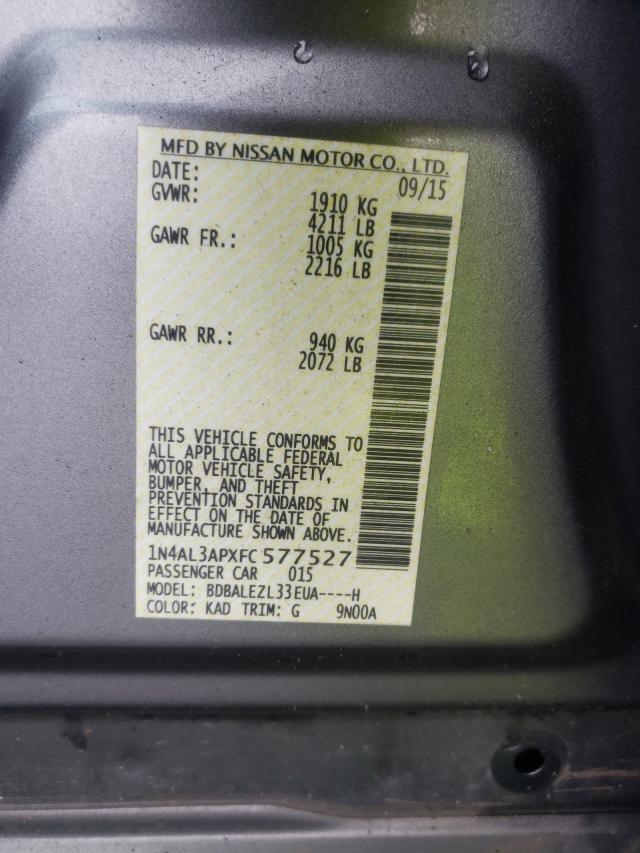 MFD BY NISSAN MOTOR CO., LTD.
DATE: 09/15
GVWR: 1910 KG
4211 LB
GAWR FR.: 1005 KG
2216 LB
GAWR RR.: 940 KG
2072 LB
THIS VEHICLE CONFORMS TO
ALL APPLICABLE FEDERAL
MOTOR VEHICLE SAFETY,
BUMPER, AND THEFT
PREVENTION STANDARDS IN
EFFECT ON THE DATE OF
MANUFACTURE SHOWN ABOVE.
1N4AL3APXFC577527
PASSENGER CAR 015
MODEL: BDBALEZL33EUA----H
COLOR: KAD TRIM: G 9N00A